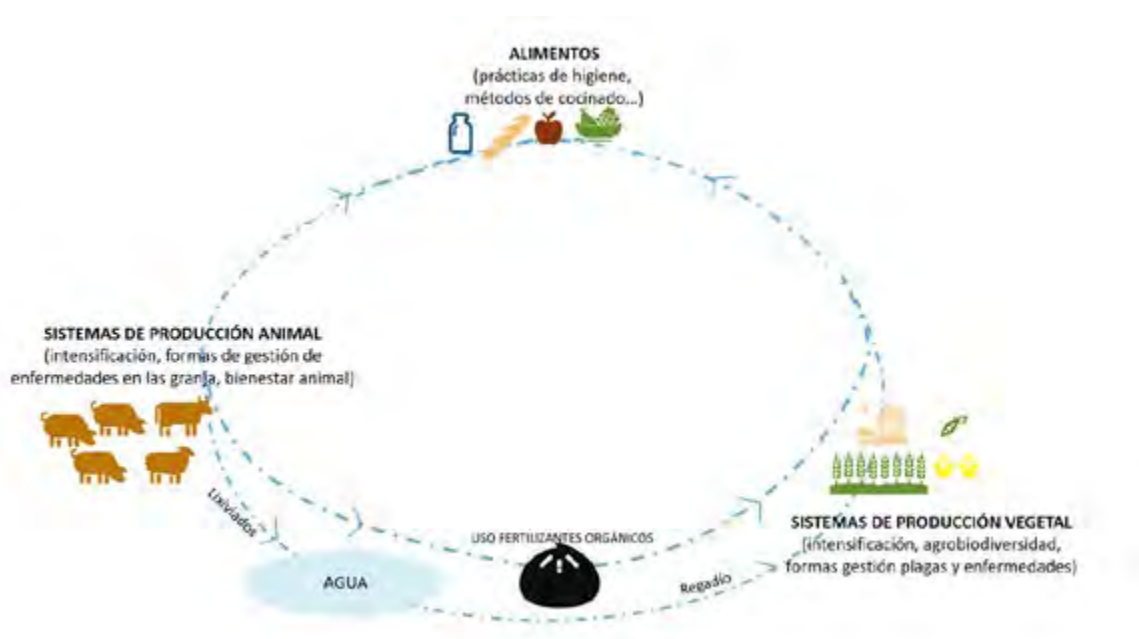 ALIMENTOS
(prácticas de higiene,
métodos de cocinado...)
SISTEMAS DE PRODUCCIÓN ANIMAL
(intensificación, formas de gestión de
enfermedades en las granja, bienestar animal)
Lixiviados
AGUA
USO FERTILIZANTES ORGÁNICOS
Regadío
SISTEMAS DE PRODUCCIÓN VEGETAL
(intensificación, agrobiodiversidad,
formas gestión plagas y enfermedades)